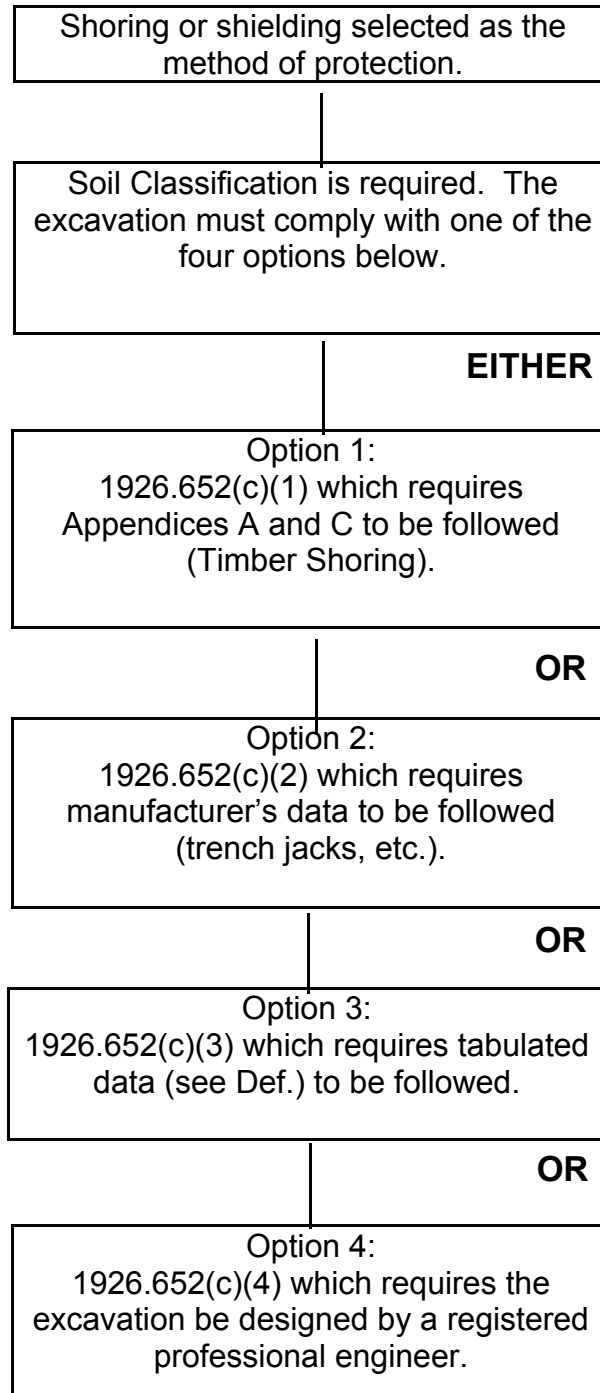 Shoring or shielding selected as the
method of protection.
Soil Classification is required.  The
excavation must comply with one of the
four options below.
EITHER
Option 1:
1926.652(c)(1) which requires
Appendices A and C to be followed
(Timber Shoring).
OR
Option 2:
1926.652(c)(2) which requires
manufacturer’s data to be followed
(trench jacks, etc.).
OR
Option 3:
1926.652(c)(3) which requires tabulated
data (see Def.) to be followed.
OR
Option 4:
1926.652(c)(4) which requires the
excavation be designed by a registered
professional engineer.